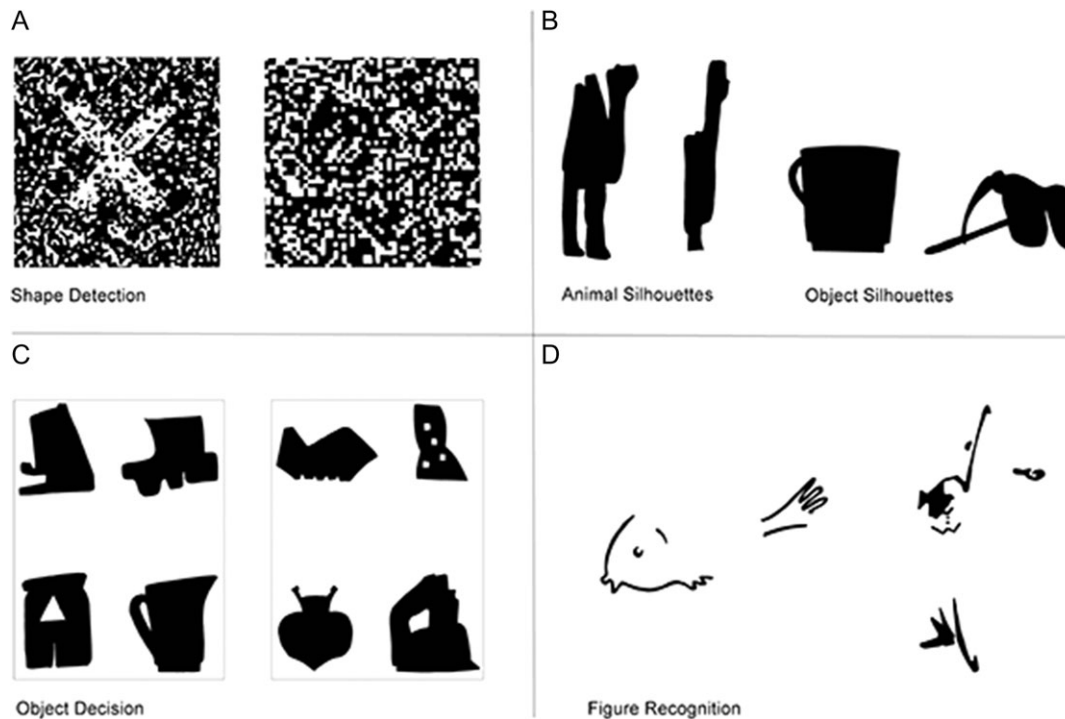 A
B
Shape Detection
Animal Silhouettes
Object Silhouettes
C
D
Object Decision
Figure Recognition